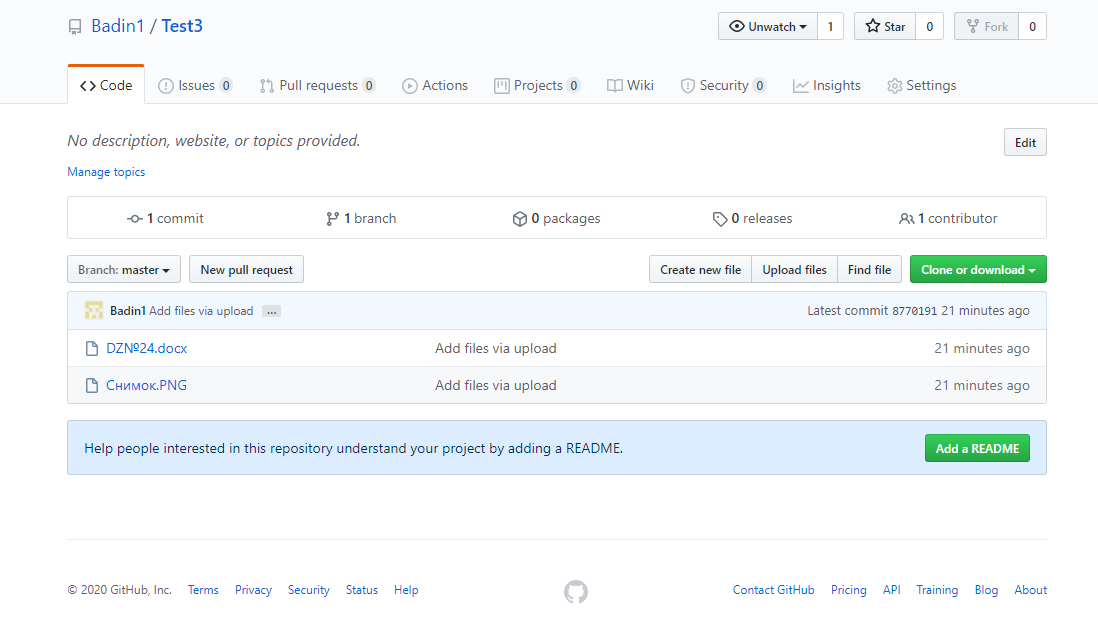 Badin1 / Test3 Unwatch 1 Star 0 Fork 0
Code Issues 0 Pull requests 0 Actions Projects 0 Wiki Security 0 Insights Settings
No description, website, or topics provided. Edit
Manage topics
1 commit 1 branch 0 packages 0 releases 1 contributor
Branch: master New pull request Create new file Upload files Find file Clone or download
Badin1 Add files via upload ... Latest commit 8770191 21 minutes ago
DZ№24.docx Add files via upload 21 minutes ago
Снимок.PNG Add files via upload 21 minutes ago
Help people interested in this repository understand your project by adding a README. Add a README
© 2020 GitHub, Inc. Terms Privacy Security Status Help Contact GitHub Pricing API Training Blog About